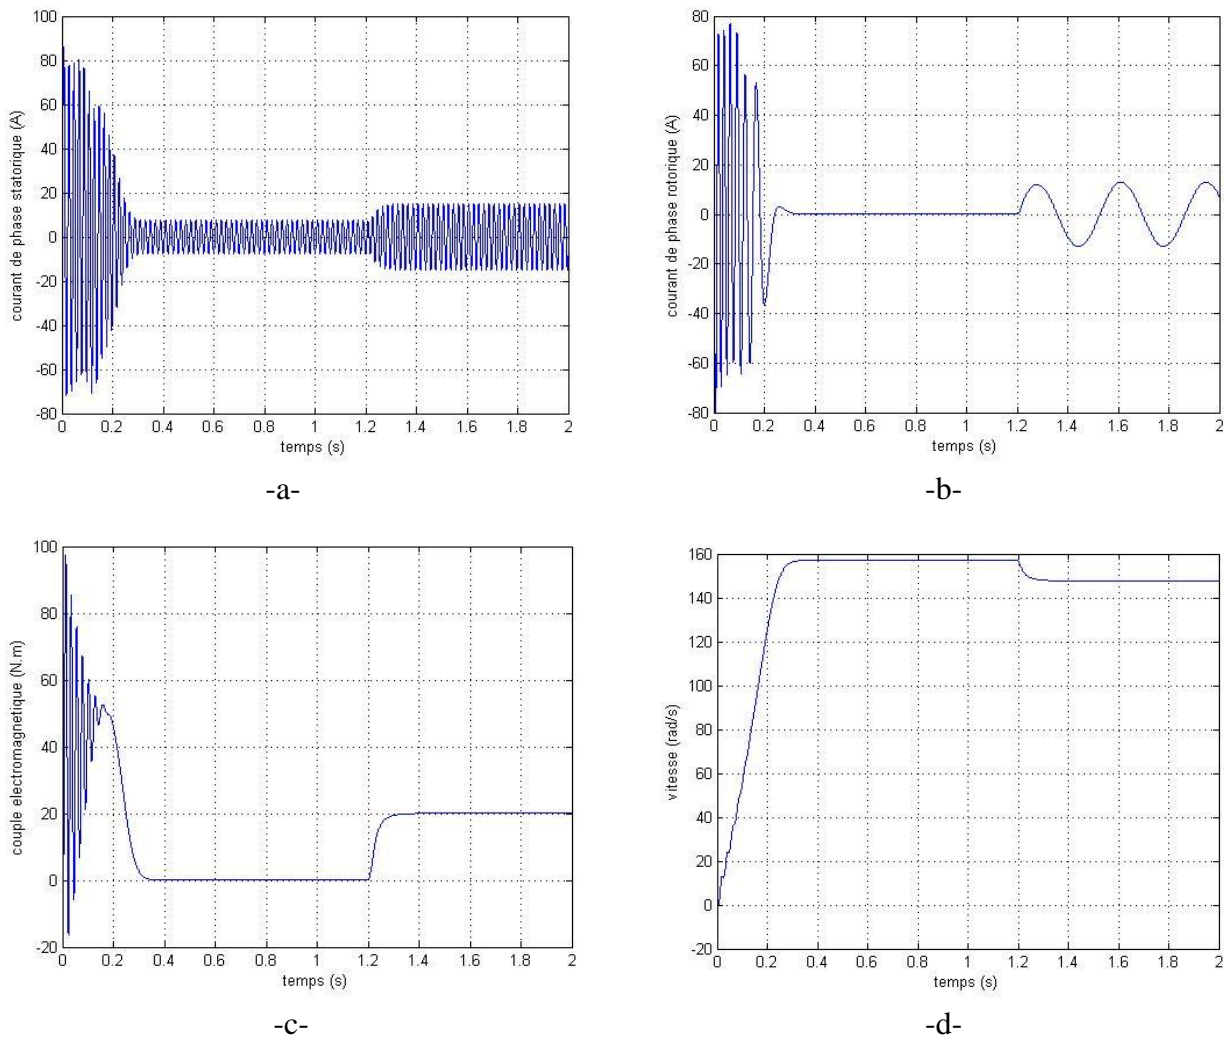 100
80
60
40
20
0
-20
-40
-60
-80
0 0.2 0.4 0.6 0.8 1 1.2 1.4 1.6 1.8 2
temps (s)
courant de phase statorique (A)
-a-
80
60
40
20
0
-20
-40
-60
-80
0 0.2 0.4 0.6 0.8 1 1.2 1.4 1.6 1.8 2
temps (s)
courant de phase rotorique (A)
-b-
100
80
60
40
20
0
-20
0 0.2 0.4 0.6 0.8 1 1.2 1.4 1.6 1.8 2
temps (s)
couple electromagnetique (N.m)
-c-
160
140
120
100
80
60
40
20
0
-20
0 0.2 0.4 0.6 0.8 1 1.2 1.4 1.6 1.8 2
temps (s)
vitesse (rad/s)
-d-